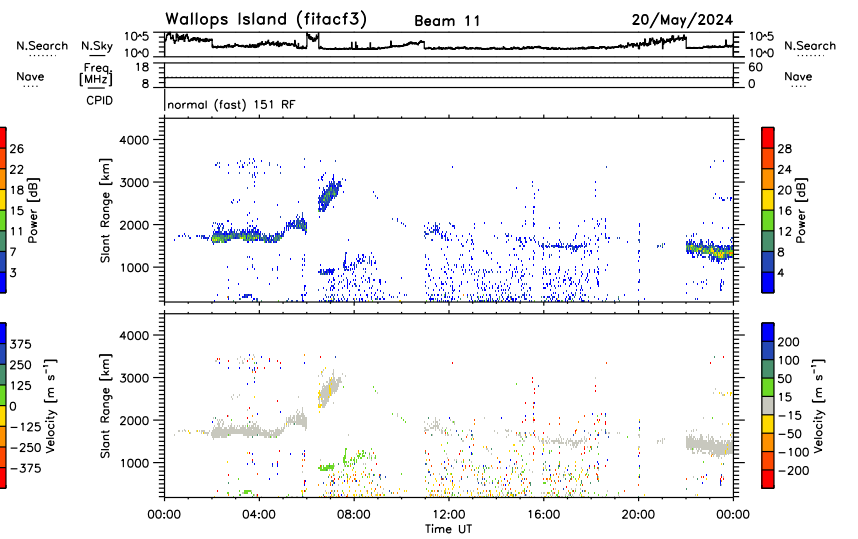 Wallops Island (fitacf3) Beam 11 20/May/2024
N.Search N.Sky 10^5 10^5 N.Search
10^0 10^0
Nave Freq. [MHz] 18 60 Nave
8 0
CPID normal (fast) 151 RF
Power [dB] 26 22 18 15 11 7 3
Slant Range [km] 4000 3000 2000 1000
Power [dB] 28 24 20 16 12 8 4
Velocity [m s⁻¹] 375 250 125 0 −125 −250 −375
Slant Range [km] 4000 3000 2000 1000
Velocity [m s⁻¹] 200 100 50 15 −15 −50 −100 −200
00:00 04:00 08:00 12:00 16:00 20:00 00:00
Time UT